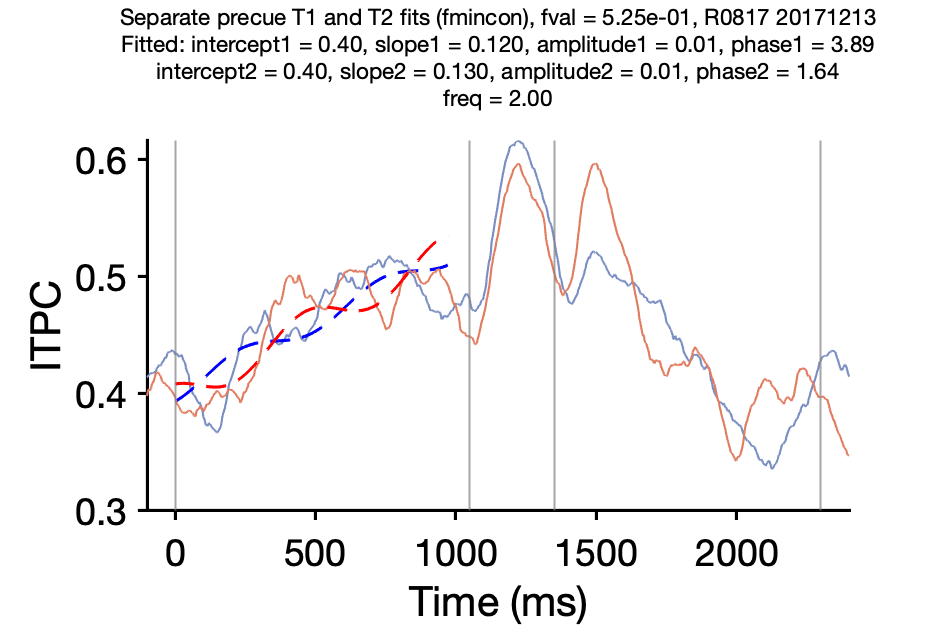 Separate precue T1 and T2 fits (fmincon), fval = 5.25e-01, R0817 20171213
Fitted: intercept1 = 0.40, slope1 = 0.120, amplitude1 = 0.01, phase1 = 3.89
intercept2 = 0.40, slope2 = 0.130, amplitude2 = 0.01, phase2 = 1.64
freq = 2.00
0.6
0.5
0.4
0.3
ITPC
0 500 1000 1500 2000
Time (ms)